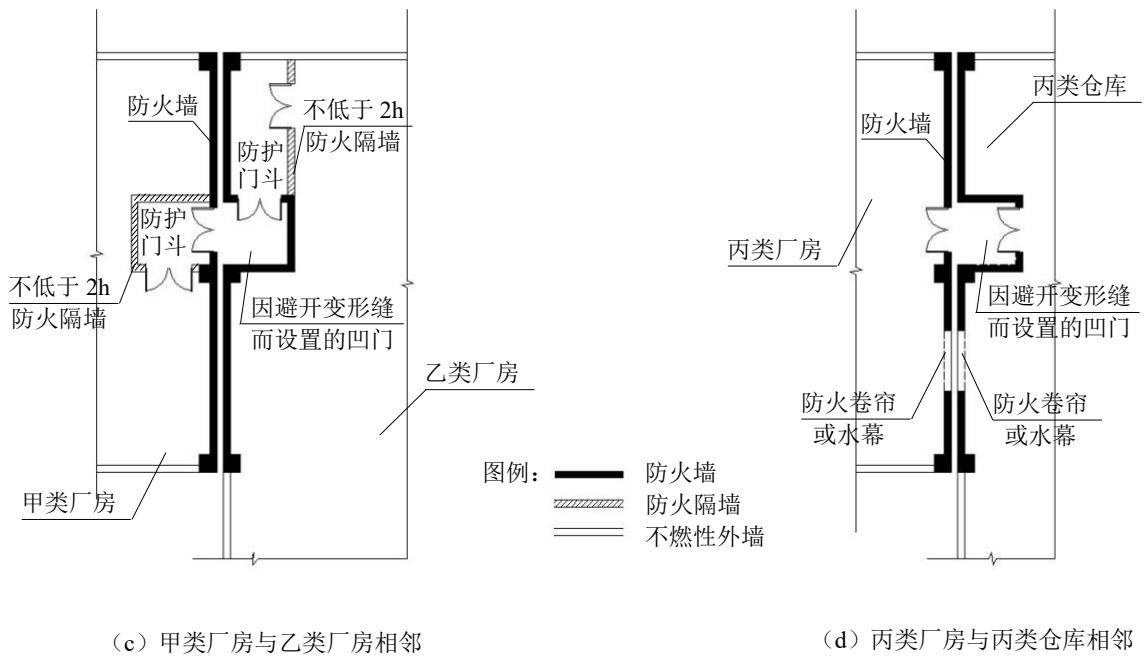 防火墙
不低于 2h
防火隔墙
防护
门斗
防护
门斗
不低于 2h
防火隔墙
因避开变形缝
而设置的凹门
乙类厂房
甲类厂房
图例：
防火墙
防火隔墙
不燃性外墙
丙类仓库
防火墙
丙类厂房
因避开变形缝
而设置的凹门
防火卷帘
或水幕
防火卷帘
或水幕
（c）甲类厂房与乙类厂房相邻
（d）丙类厂房与丙类仓库相邻